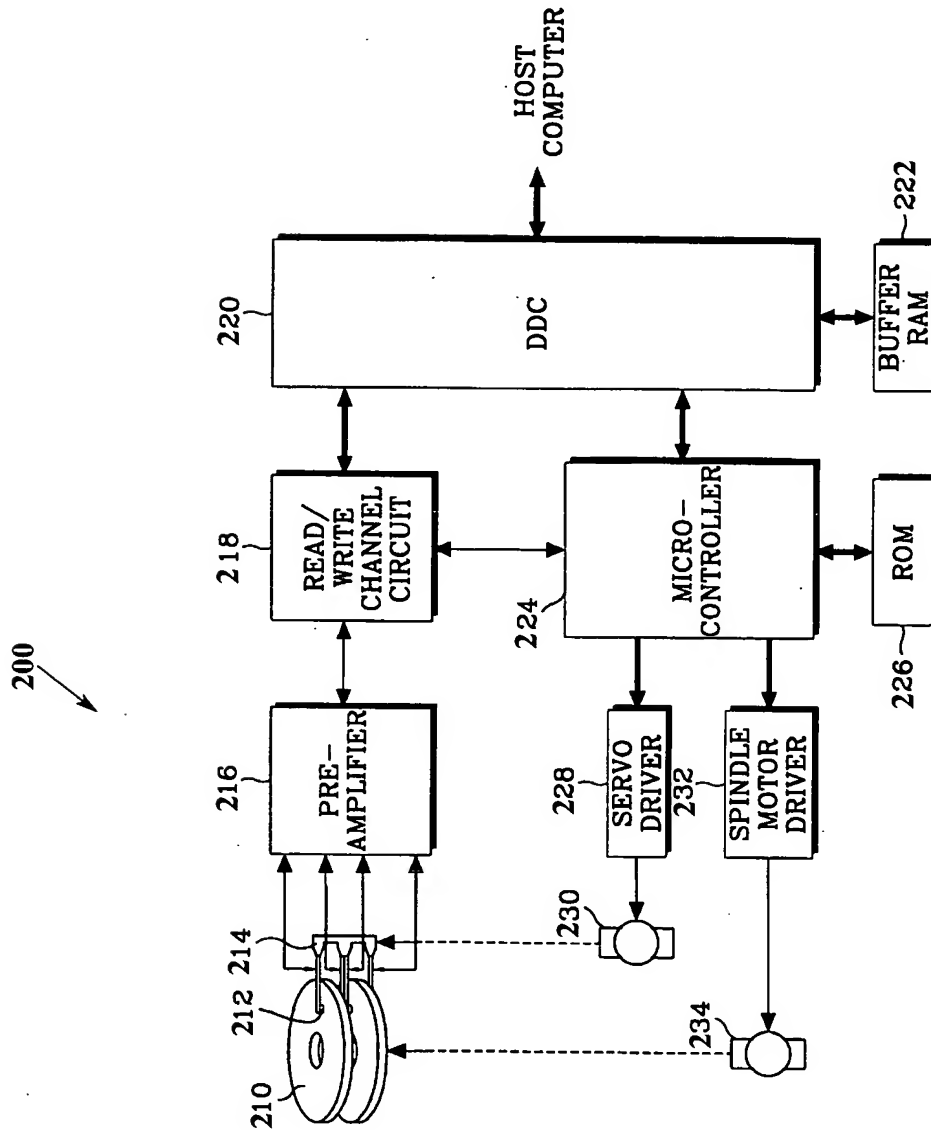 200
210
212
214
216
PRE-
AMPLIFIER
218
READ/
WRITE
CHANNEL
CIRCUIT
220
DDC
HOST
COMPUTER
224
MICRO-
CONTROLLER
228
SERVO
DRIVER
230
232
SPINDLE
MOTOR
DRIVER
234
226
ROM
222
BUFFER
RAM